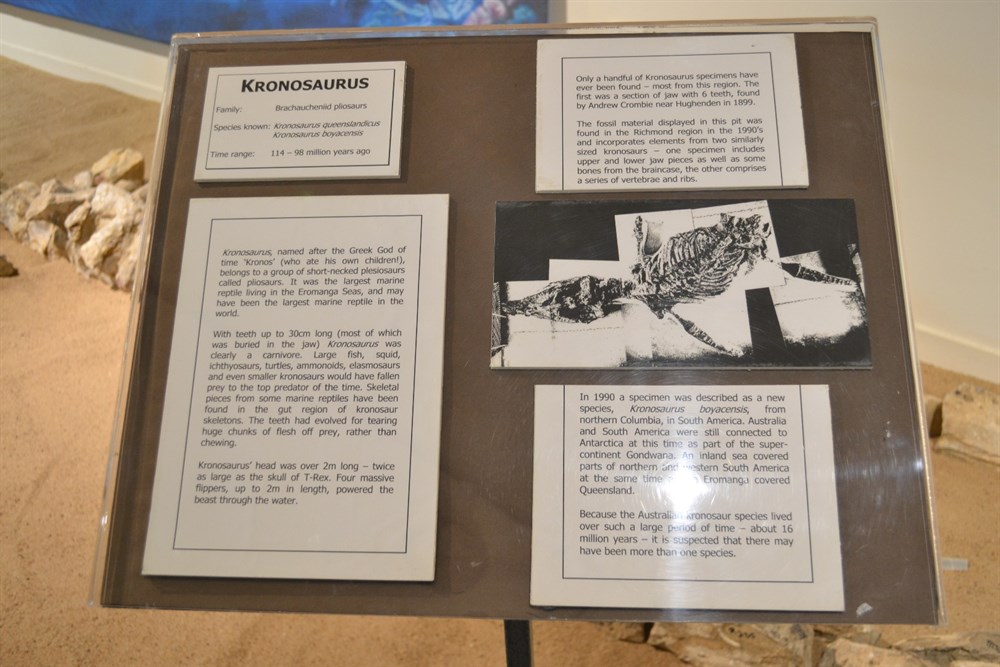 KRONOSAURUS
Family: Brachaucheniid pliosaurs
Species known: Kronosaurus queenslandicus
Kronosaurus boyacensis
Time range: 114 – 98 million years ago
Kronosaurus, named after the Greek God of
time 'Kronos' (who ate his own children!),
belongs to a group of short-necked plesiosaurs
called pliosaurs. It was the largest marine
reptile living in the Eromanga Seas, and may
have been the largest marine reptile in the
world.
With teeth up to 30cm long (most of which
was buried in the jaw) Kronosaurus was
clearly a carnivore. Large fish, squid,
ichthyosaurs, turtles, ammonoids, elasmosaurs
and even smaller kronosaurs would have fallen
prey to the top predator of the time. Skeletal
pieces from some marine reptiles have been
found in the gut region of kronosaur
skeletons. The teeth had evolved for tearing
huge chunks of flesh off prey, rather than
chewing.
Kronosaurus' head was over 2m long – twice
as large as the skull of T-Rex. Four massive
flippers, up to 2m in length, powered the
beast through the water.
Only a handful of Kronosaurus specimens have
ever been found – most from this region. The
first was a section of jaw with 6 teeth, found
by Andrew Crombie near Hughenden in 1899.
The fossil material displayed in this pit was
found in the Richmond region in the 1990's
and incorporates elements from two similarly
sized kronosaurs – one specimen includes
upper and lower jaw pieces as well as some
bones from the braincase, the other comprises
a series of vertebrae and ribs.
In 1990 a specimen was described as a new
species, Kronosaurus boyacensis, from
northern Columbia, in South America. Australia
and South America were still connected to
Antarctica at this time as part of the super-
continent Gondwana. An inland sea covered
parts of northern and western South America
at the same time Eromanga covered
Queensland.
Because the Australian kronosaur species lived
over such a large period of time – about 16
million years – it is suspected that there may
have been more than one species.